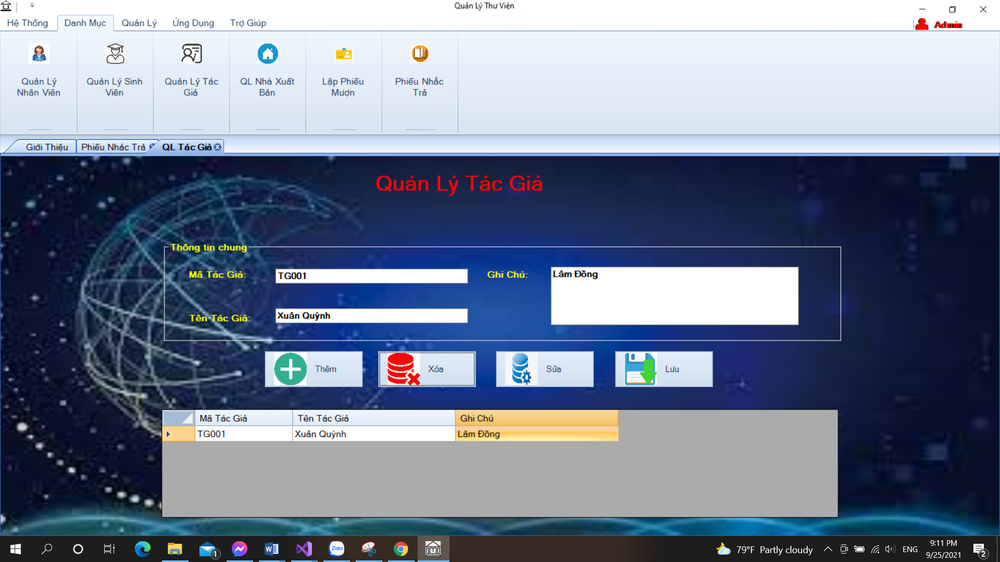 Quản Lý Thư Viện
Hệ Thống Danh Mục Quản Lý Ứng Dụng Trợ Giúp
Admin
Quản Lý Nhân Viên
Quản Lý Sinh Viên
Quản Lý Tác Giả
QL Nhà Xuất Bản
Lập Phiếu Mượn
Phiếu Nhắc Trả
Giới Thiệu Phiếu Nhác Trả QL Tác Giả
Quản Lý Tác Giả
Thông tin chung
Mã Tác Giả: TG001 Ghi Chú: Lâm Đồng
Tên Tác Giả: Xuân Quỳnh
Thêm Xóa Sửa Lưu
Mã Tác Giả Tên Tác Giả Ghi Chú
TG001 Xuân Quỳnh Lâm Đồng
1
Zalo
79°F Partly cloudy
ENG
9:11 PM
9/25/2021
2